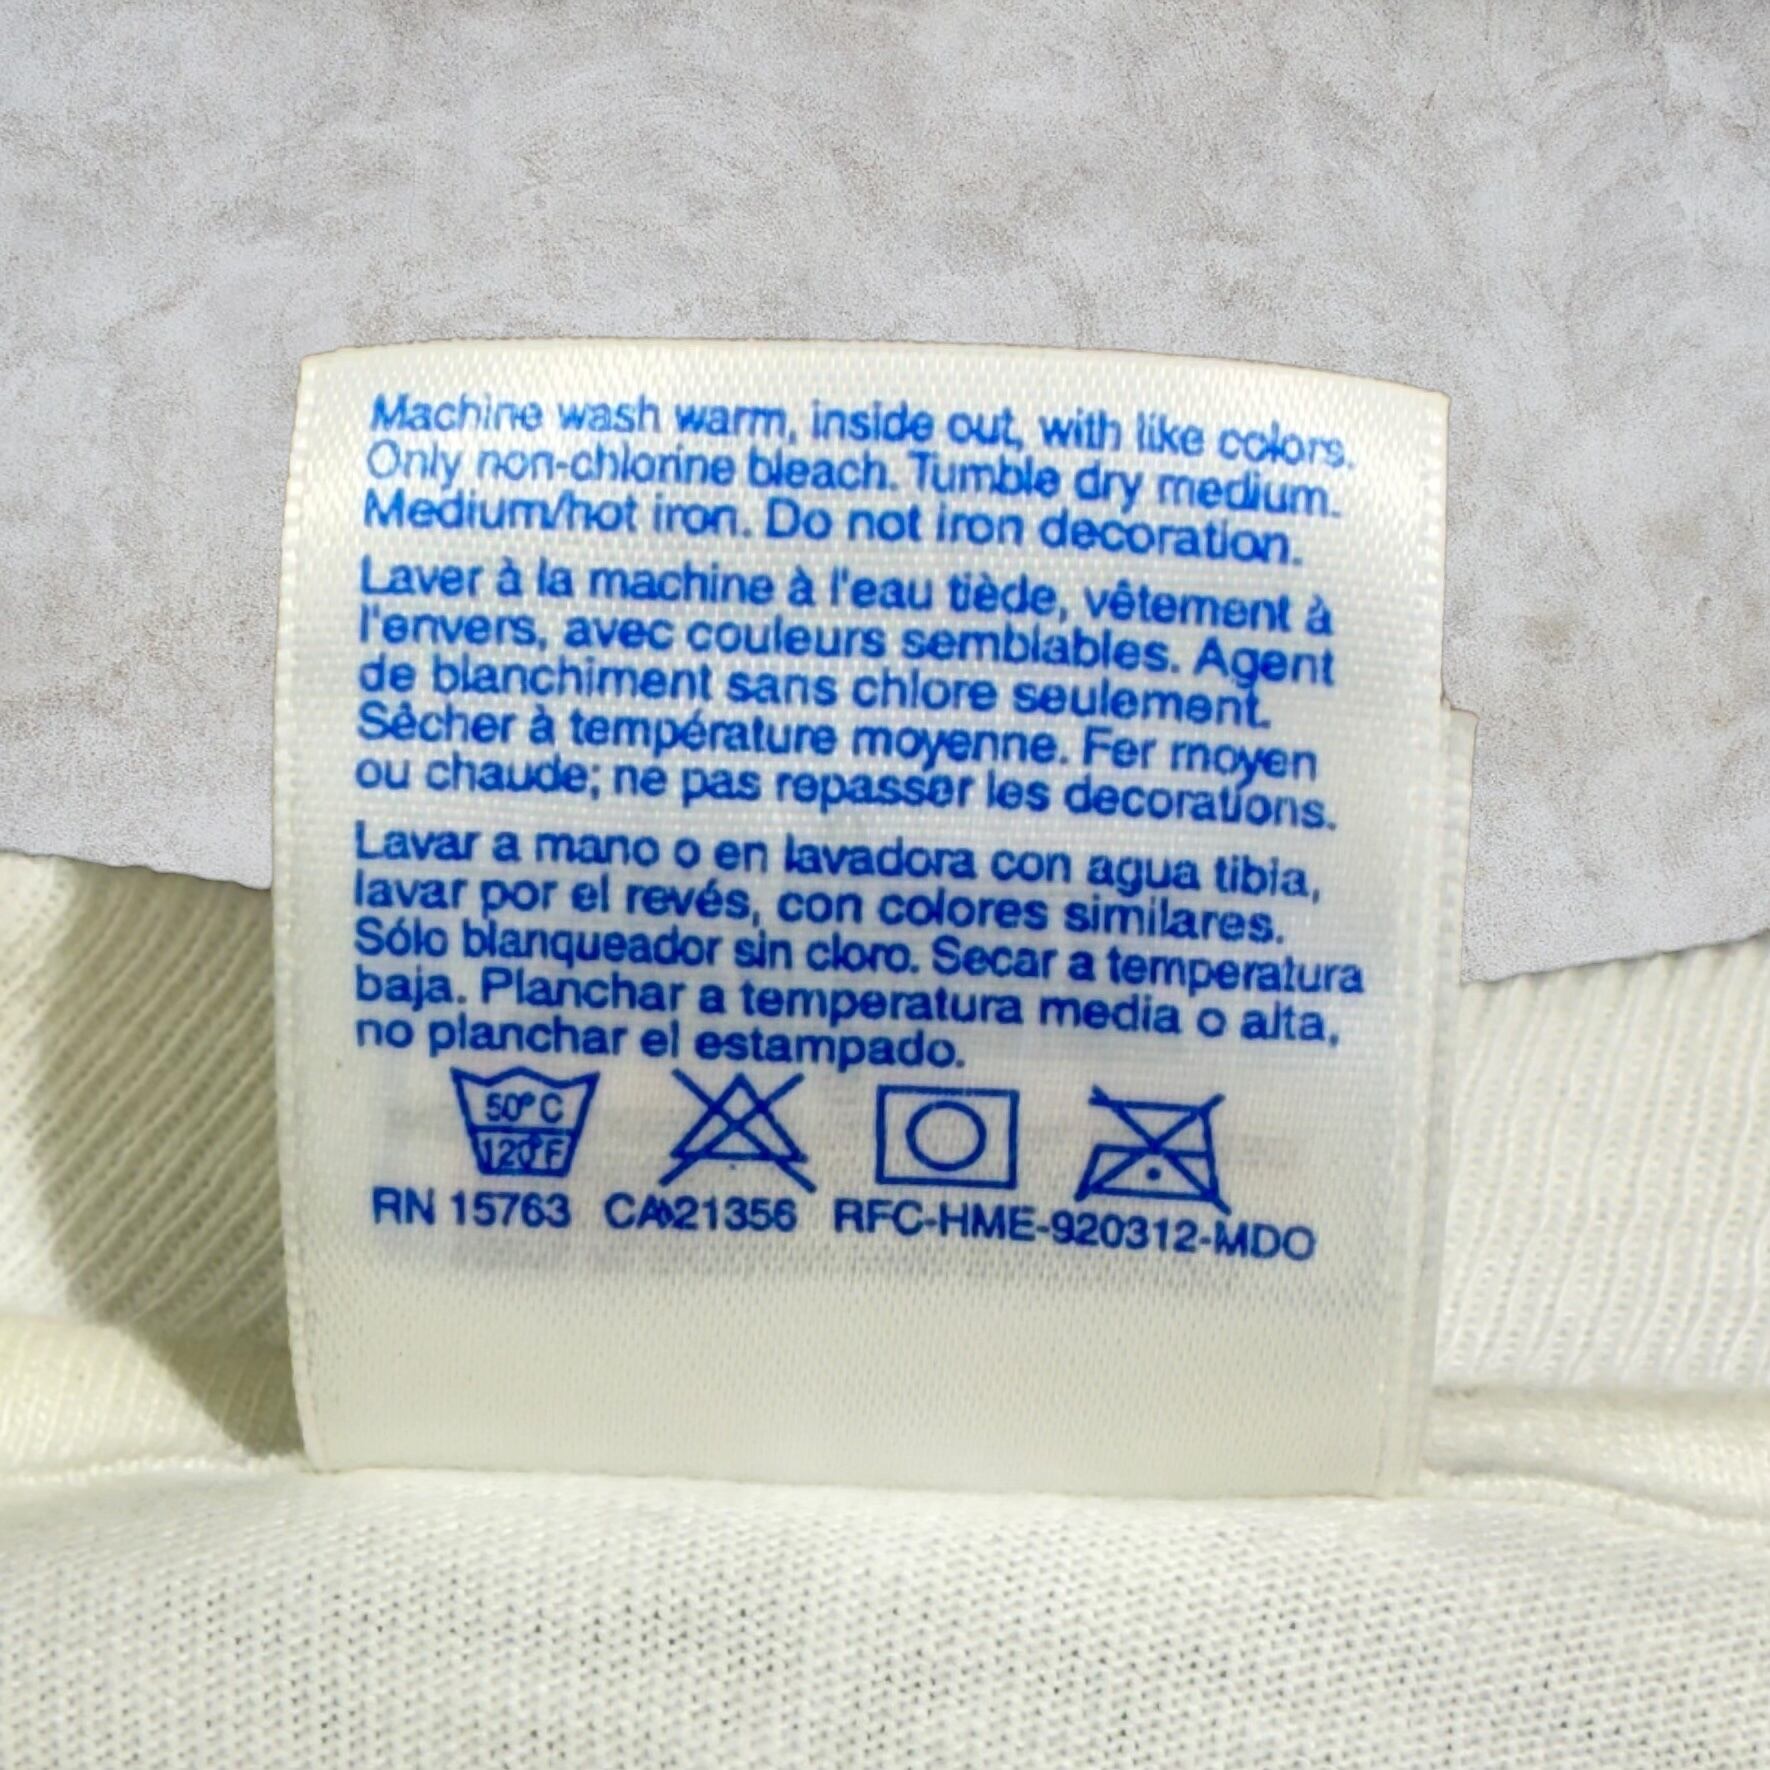 Machine wash warm, inside out, with like colors.
Only non-chlorine bleach. Tumble dry medium.
Medium/hot iron. Do not iron decoration.
Laver à la machine à l'eau tiède, vêtement à
l'envers, avec couleurs semblables. Agent
de blanchiment sans chlore seulement.
Sêcher à température moyenne. Fer moyen
ou chaude; ne pas repasser les decorations.
Lavar a mano o en lavadora con agua tibia,
lavar por el revés, con colores similares.
Sólo blanqueador sin cloro. Secar a temperatura
baja. Planchar a temperatura media o alta,
no planchar el estampado.
50°C
120°F
RN 15763 CA 21356 RFC-HME-920312-MDO